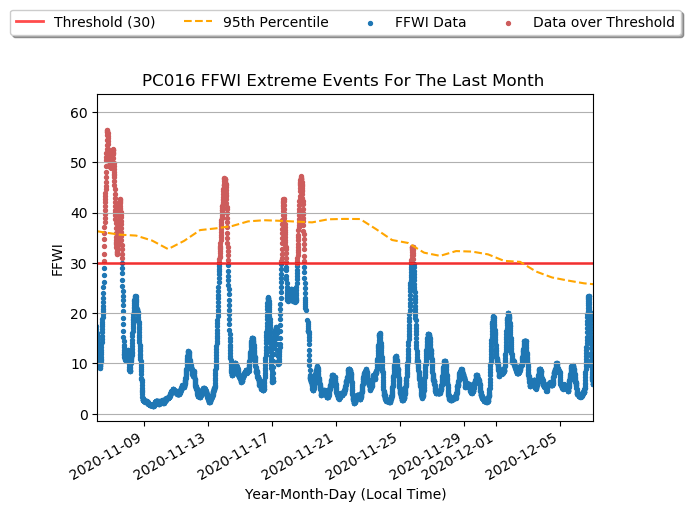 Threshold (30) 95th Percentile FFWI Data Data over Threshold
PC016 FFWI Extreme Events For The Last Month
60
50
40
30
20
10
0
FFWI
2020-11-09 2020-11-13 2020-11-17 2020-11-21 2020-11-25 2020-11-29 2020-12-01 2020-12-05
Year-Month-Day (Local Time)